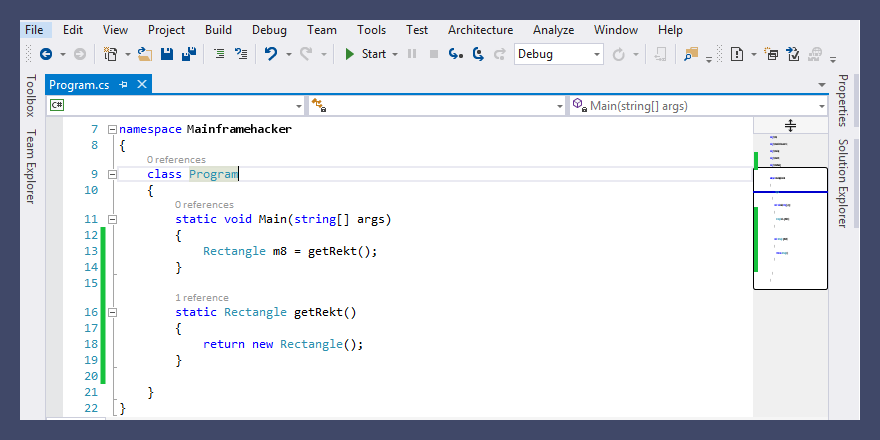 File Edit View Project Build Debug Team Tools Test Architecture Analyze Window Help
Start Debug
Toolbox
Team Explorer
Program.cs
C# Main(string[] args)
7 namespace Mainframehacker
8 {
0 references
9 class Program
10 {
0 references
11 static void Main(string[] args)
12 {
13 Rectangle m8 = getRekt();
14 }
15
1 reference
16 static Rectangle getRekt()
17 {
18 return new Rectangle();
19 }
20
21 }
22 }
Properties
Solution Explorer